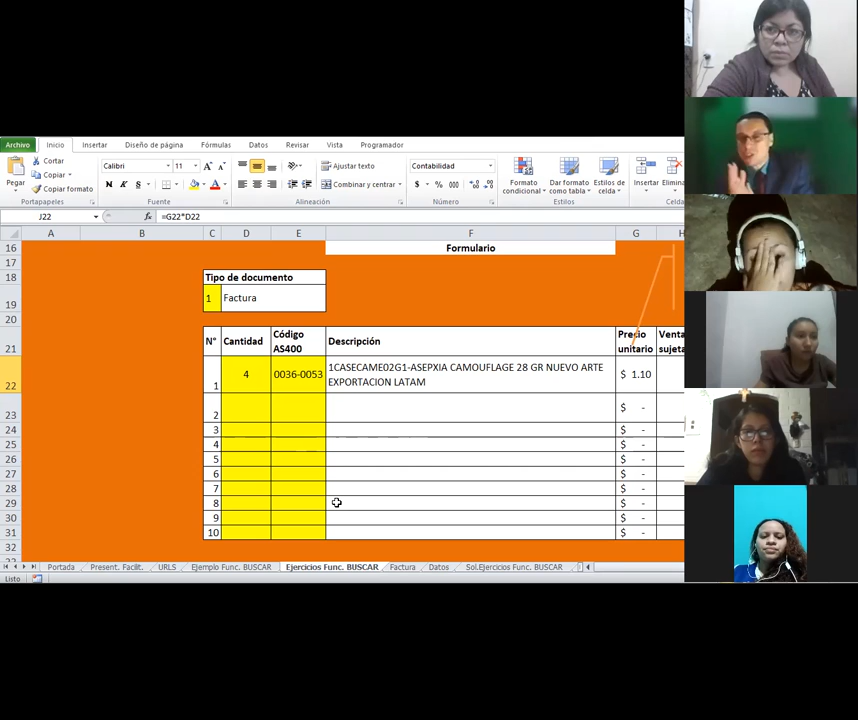 Archivo Inicio Insertar Diseño de página Fórmulas Datos Revisar Vista Programador
Cortar
Copiar
Copiar formato
Pegar
Portapapeles
Calibri 11 A A
N K S
Fuente
Ajustar texto
Combinar y centrar
Alineación
Contabilidad
$ % 000
Número
Formato condicional
Dar formato a tabla
Estilos de celda
Estilos
Insertar Elimina
Celda
J22 fx =G22*D22
A B C D E F G H
16 Formulario
17
18 Tipo de documento
19 1 Factura
20
21 N° Cantidad Código AS400 Descripción Precio unitario Venta sujeta
22 1 4 0036-0053 1CASECAME02G1-ASEPXIA CAMOUFLAGE 28 GR NUEVO ARTE EXPORTACION LATAM $ 1.10
23 2 $ -
24 3 $ -
25 4 $ -
26 5 $ -
27 6 $ -
28 7 $ -
29 8 $ -
30 9 $ -
31 10 $ -
32
Portada Present. Facilit. URLS Ejemplo Func. BUSCAR Ejercicios Func. BUSCAR Factura Datos Sol.Ejercicios Func. BUSCAR
Listo